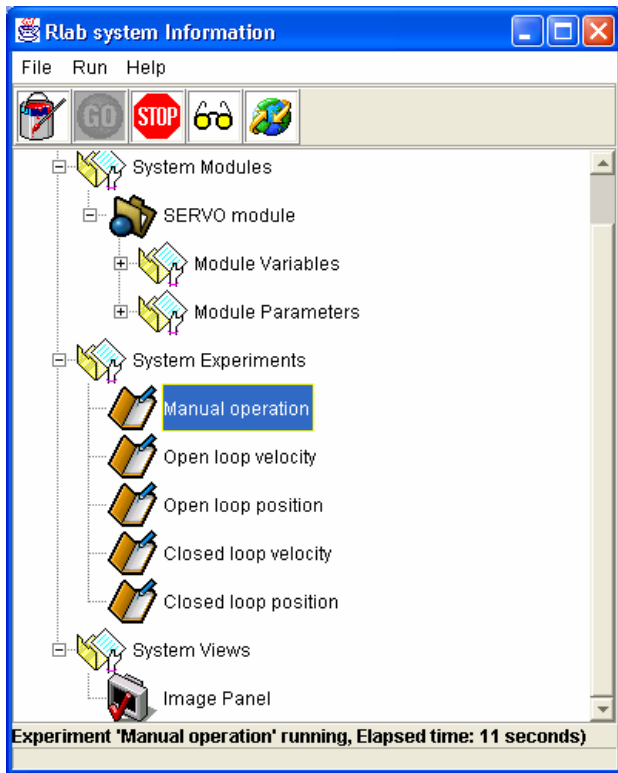 Rlab system Information
File Run Help
GO STOP
System Modules
SERVO module
Module Variables
Module Parameters
System Experiments
Manual operation
Open loop velocity
Open loop position
Closed loop velocity
Closed loop position
System Views
Image Panel
Experiment 'Manual operation' running, Elapsed time: 11 seconds)